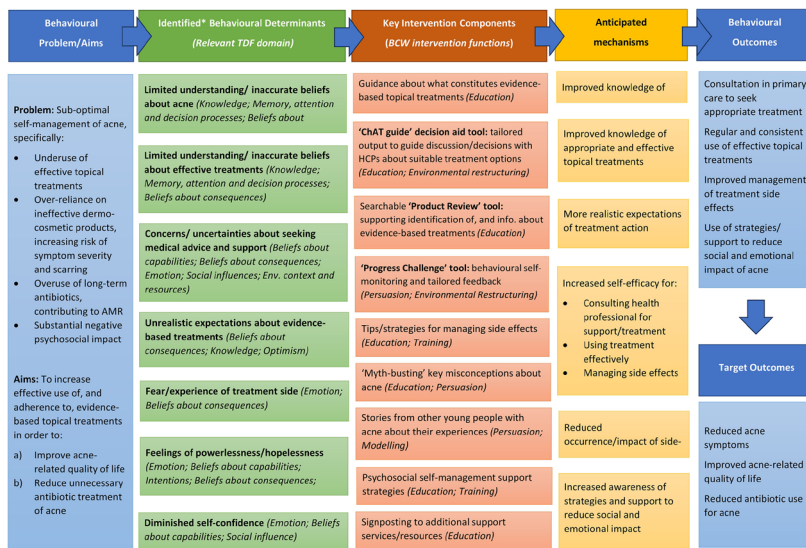 Behavioural
Problem/Aims
Identified* Behavioural Determinants
(Relevant TDF domain)
Key Intervention Components
(BCW intervention functions)
Anticipated
mechanisms
Behavioural
Outcomes
Problem: Sub-optimal
self-management of acne,
specifically:
• Underuse of
effective topical
treatments
• Over-reliance on
ineffective dermo-
cosmetic products,
increasing risk of
symptom severity
and scarring
• Overuse of long-term
antibiotics,
contributing to AMR
• Substantial negative
psychosocial impact
Aims: To increase
effective use of, and
adherence to, evidence-
based topical treatments
in order to:
a) Improve acne-
related quality of life
b) Reduce unnecessary
antibiotic treatment
of acne
Limited understanding/ inaccurate beliefs
about acne (Knowledge; Memory, attention
and decision processes; Beliefs about
Limited understanding/ inaccurate beliefs
about effective treatments (Knowledge;
Memory, attention and decision processes;
Beliefs about consequences)
Concerns/ uncertainties about seeking
medical advice and support (Beliefs about
capabilities; Beliefs about consequences;
Emotion; Social influences; Env. context and
resources)
Unrealistic expectations about evidence-
based treatments (Beliefs about
consequences; Knowledge; Optimism)
Fear/experience of treatment side (Emotion;
Beliefs about consequences)
Feelings of powerlessness/hopelessness
(Emotion; Beliefs about capabilities;
Intentions; Beliefs about consequences;
Diminished self-confidence (Emotion; Beliefs
about capabilities; Social influence)
Guidance about what constitutes evidence-
based topical treatments (Education)
'ChAT guide' decision aid tool: tailored
output to guide discussion/decisions with
HCPs about suitable treatment options
(Education; Environmental restructuring)
Searchable 'Product Review' tool:
supporting identification of, and info. about
evidence-based treatments (Education)
'Progress Challenge' tool: behavioural self-
monitoring and tailored feedback
(Persuasion; Environmental Restructuring)
Tips/strategies for managing side effects
(Education; Training)
'Myth-busting' key misconceptions about
acne (Education; Persuasion)
Stories from other young people with
acne about their experiences (Persuasion;
Modelling)
Psychosocial self-management support
strategies (Education; Training)
Signposting to additional support
services/resources (Education)
Improved knowledge of
Improved knowledge of
appropriate and effective
topical treatments
More realistic expectations
of treatment action
Increased self-efficacy for:
• Consulting health
professional for
support/treatment
• Using treatment
effectively
• Managing side effects
Reduced
occurrence/impact of side-
Increased awareness of
strategies and support to
reduce social and
emotional impact
Consultation in primary
care to seek
appropriate treatment
Regular and consistent
use of effective topical
treatments
Improved management
of treatment side
effects
Use of strategies/
support to reduce
social and emotional
impact of acne
Target Outcomes
Reduced acne
symptoms
Improved acne-related
quality of life
Reduced antibiotic use
for acne